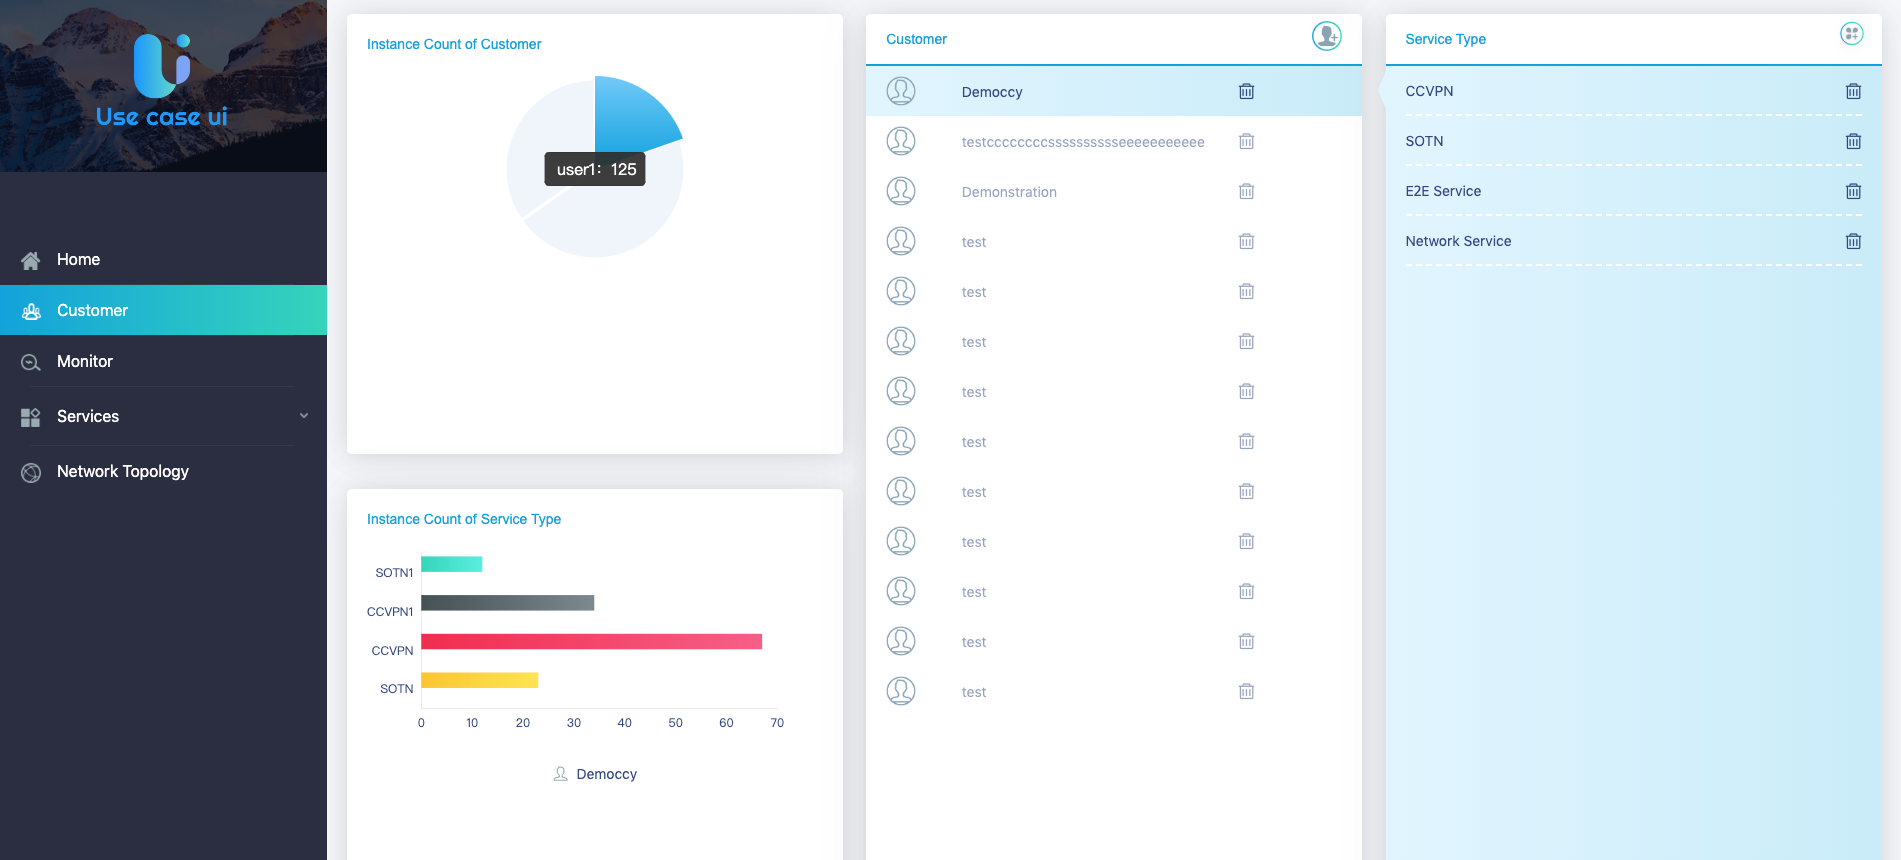 Use case ui
Home
Customer
Monitor
Services
Network Topology
Instance Count of Customer
user1: 125
Instance Count of Service Type
SOTN1
CCVPN1
CCVPN
SOTN
0 10 20 30 40 50 60 70
Democcy
Customer
Democcy
testccccccccsssssssssseeeeeeeeeee
Demonstration
test
test
test
test
test
test
test
test
test
test
Service Type
CCVPN
SOTN
E2E Service
Network Service